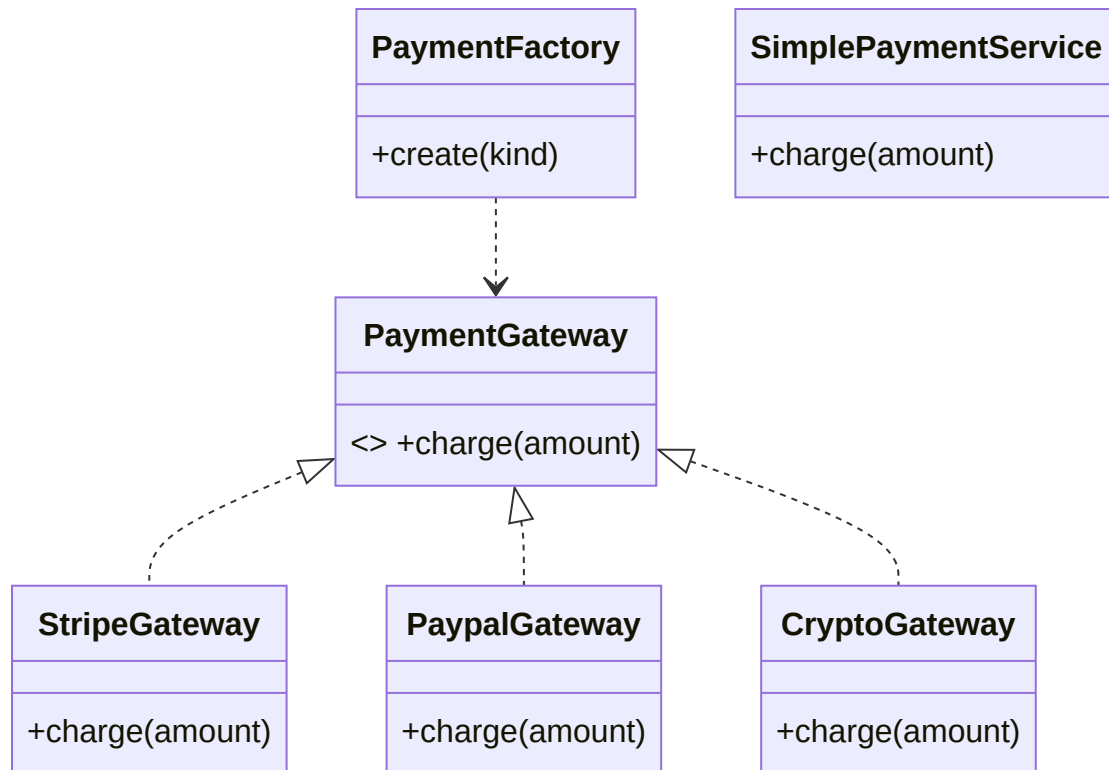 PaymentFactory
+create(kind)
SimplePaymentService
+charge(amount)
PaymentGateway
<> +charge(amount)
StripeGateway
+charge(amount)
PaypalGateway
+charge(amount)
CryptoGateway
+charge(amount)